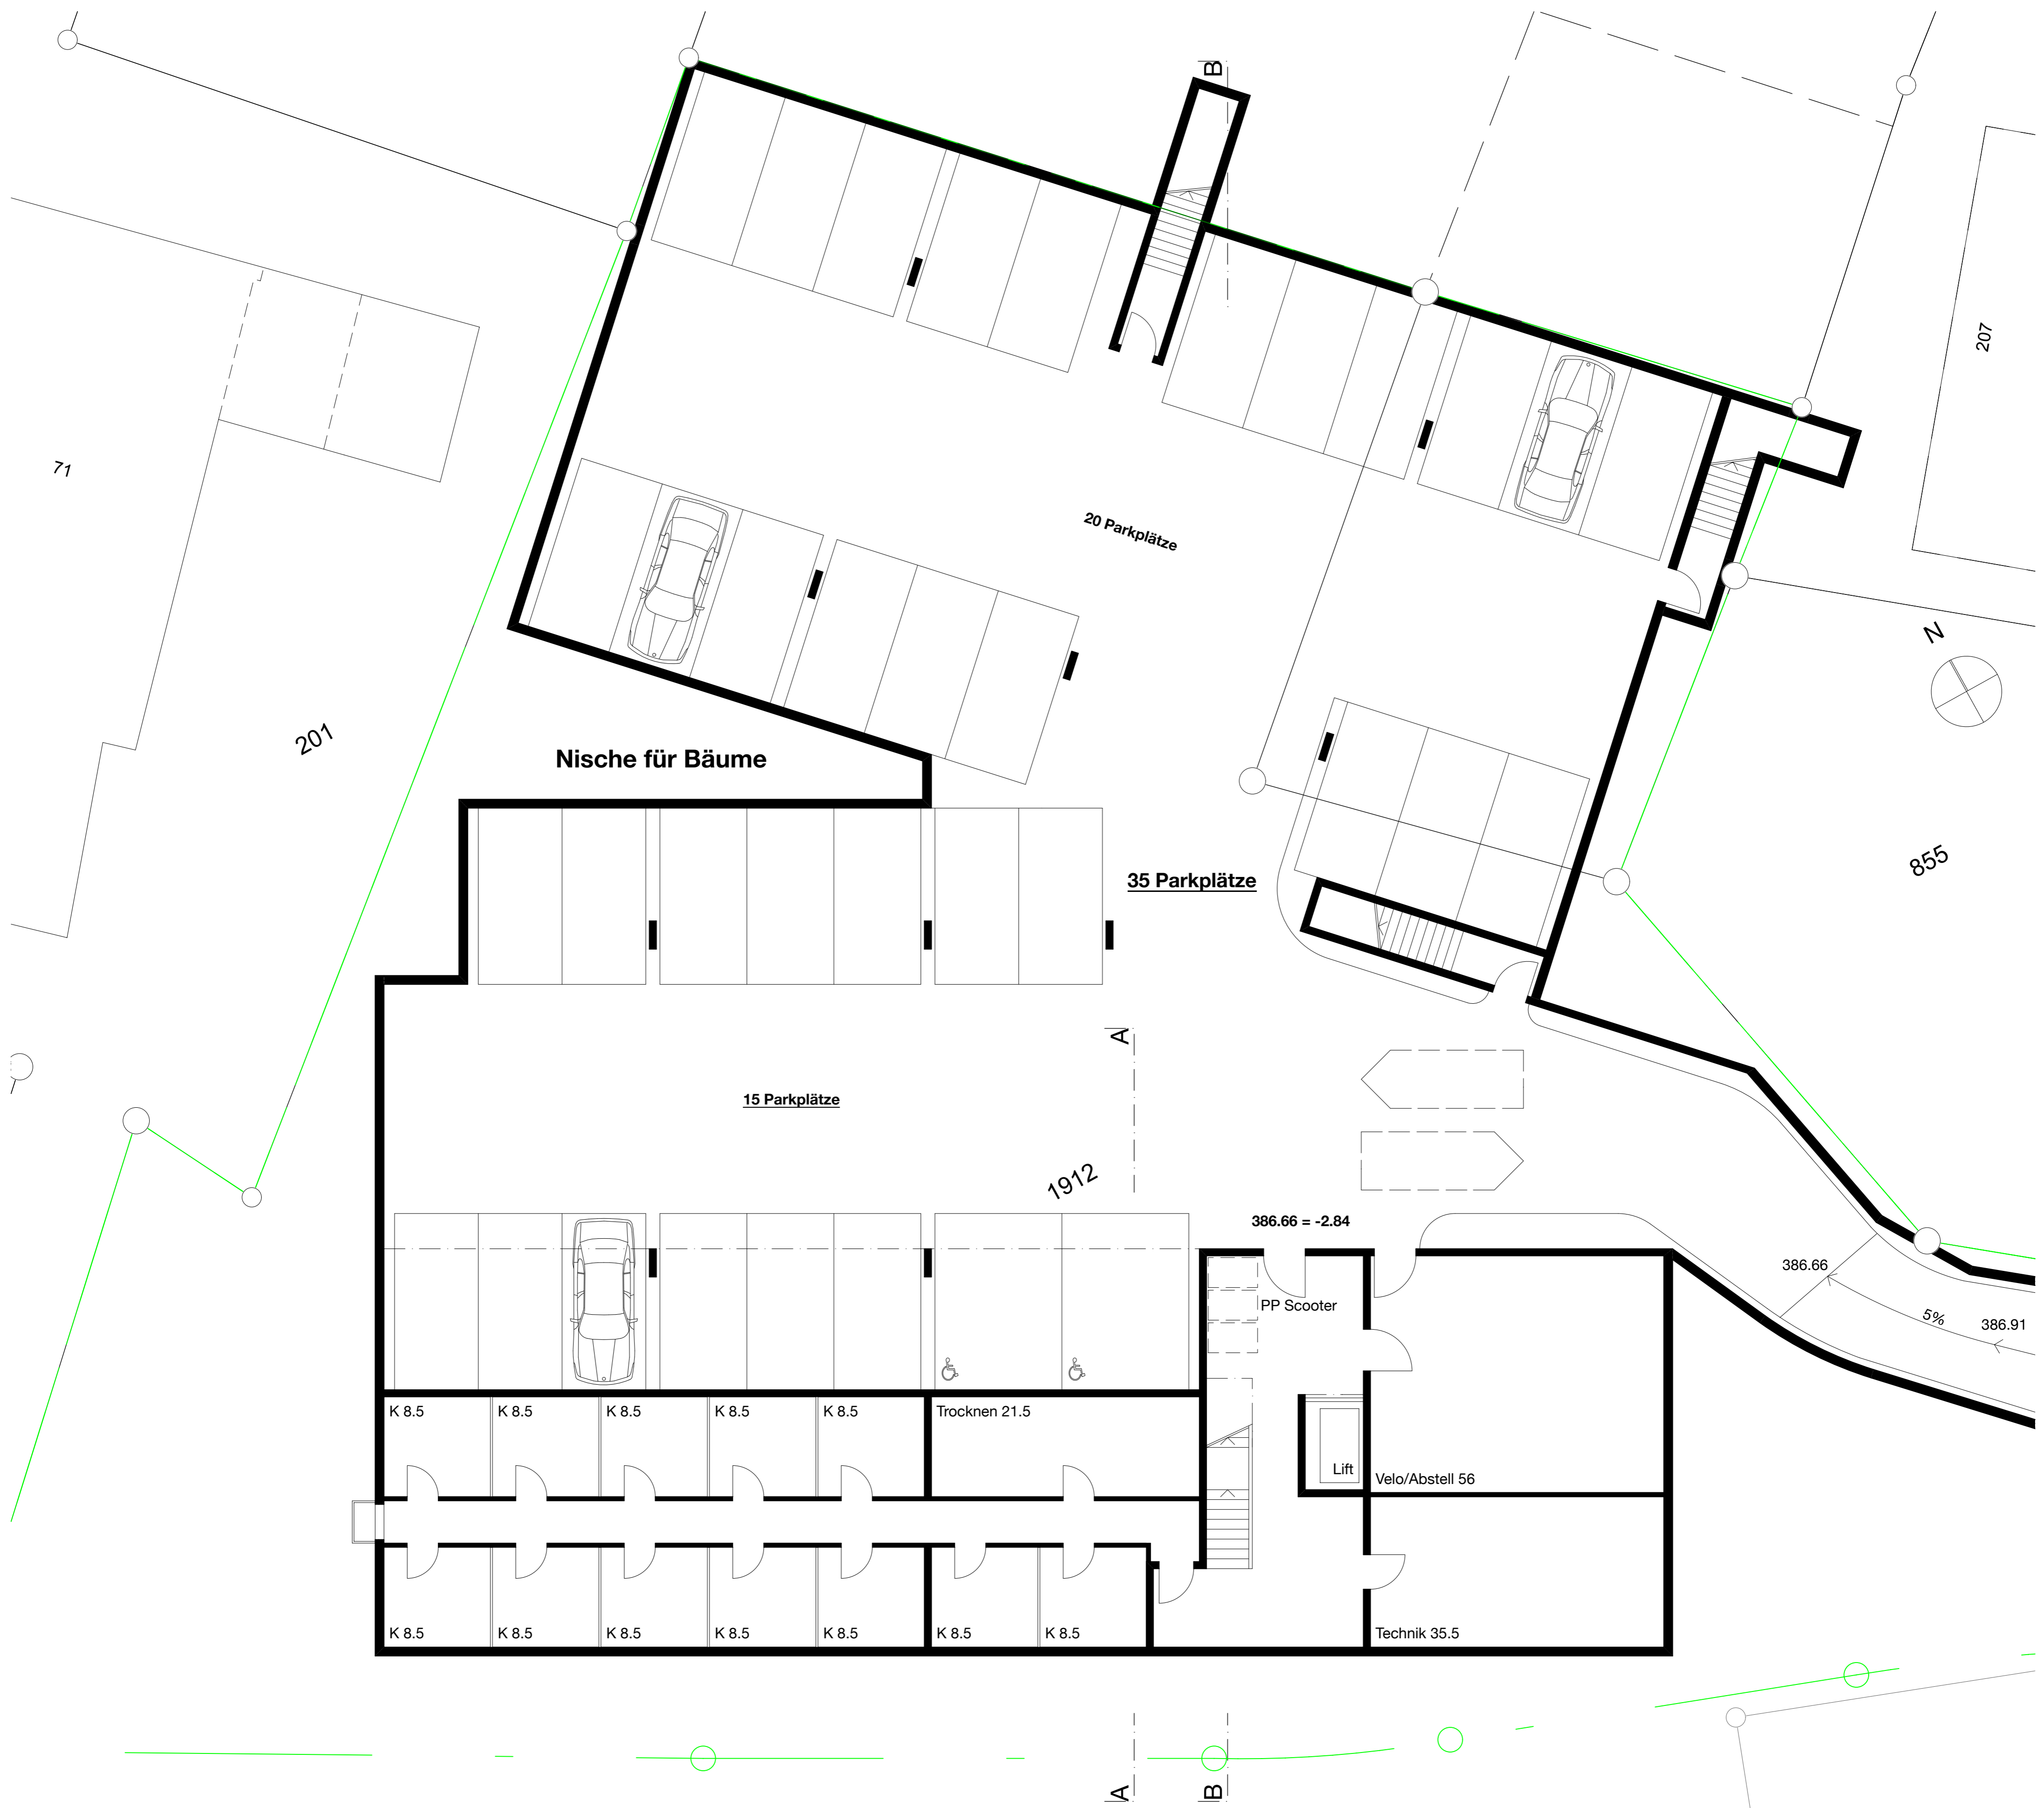 B
207
71
20 Parkplätze
N
201
Nische für Bäume
855
35 Parkplätze
A
15 Parkplätze
1912
386.66 = -2.84
386.66
PP Scooter
5%
386.91
K 8.5
K 8.5
K 8.5
K 8.5
K 8.5
Trocknen 21.5
Lift
Velo/Abstell 56
K 8.5
K 8.5
K 8.5
K 8.5
K 8.5
K 8.5
K 8.5
Technik 35.5
A
B